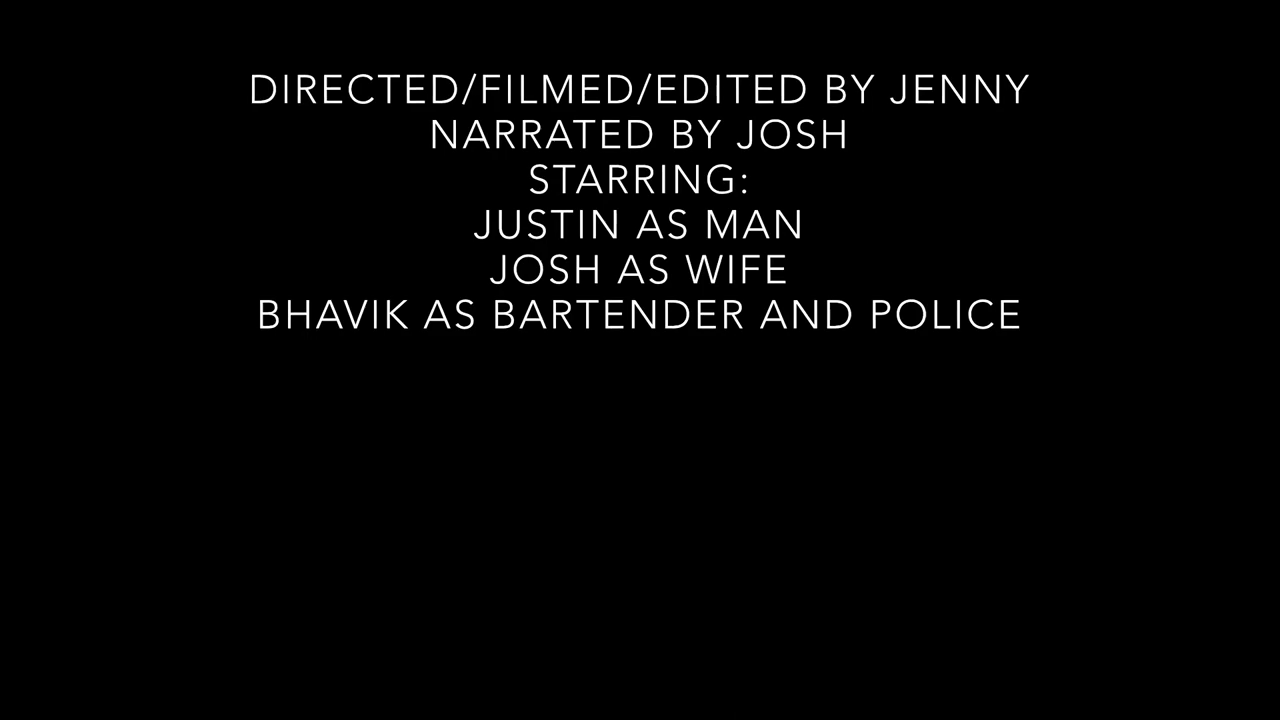 DIRECTED/FILMED/EDITED BY JENNY
NARRATED BY JOSH
STARRING:
JUSTIN AS MAN
JOSH AS WIFE
BHAVIK AS BARTENDER AND POLICE